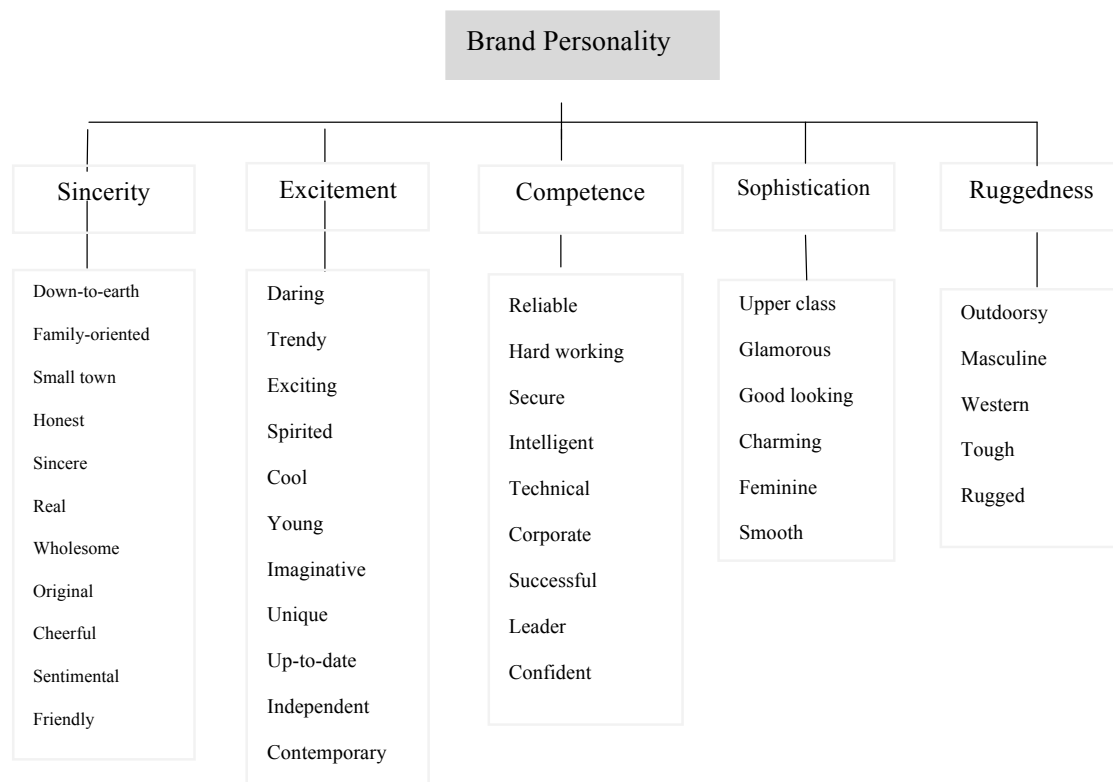 Brand Personality
Sincerity
Excitement
Competence
Sophistication
Ruggedness
Down-to-earth
Family-oriented
Small town
Honest
Sincere
Real
Wholesome
Original
Cheerful
Sentimental
Friendly
Daring
Trendy
Exciting
Spirited
Cool
Young
Imaginative
Unique
Up-to-date
Independent
Contemporary
Reliable
Hard working
Secure
Intelligent
Technical
Corporate
Successful
Leader
Confident
Upper class
Glamorous
Good looking
Charming
Feminine
Smooth
Outdoorsy
Masculine
Western
Tough
Rugged